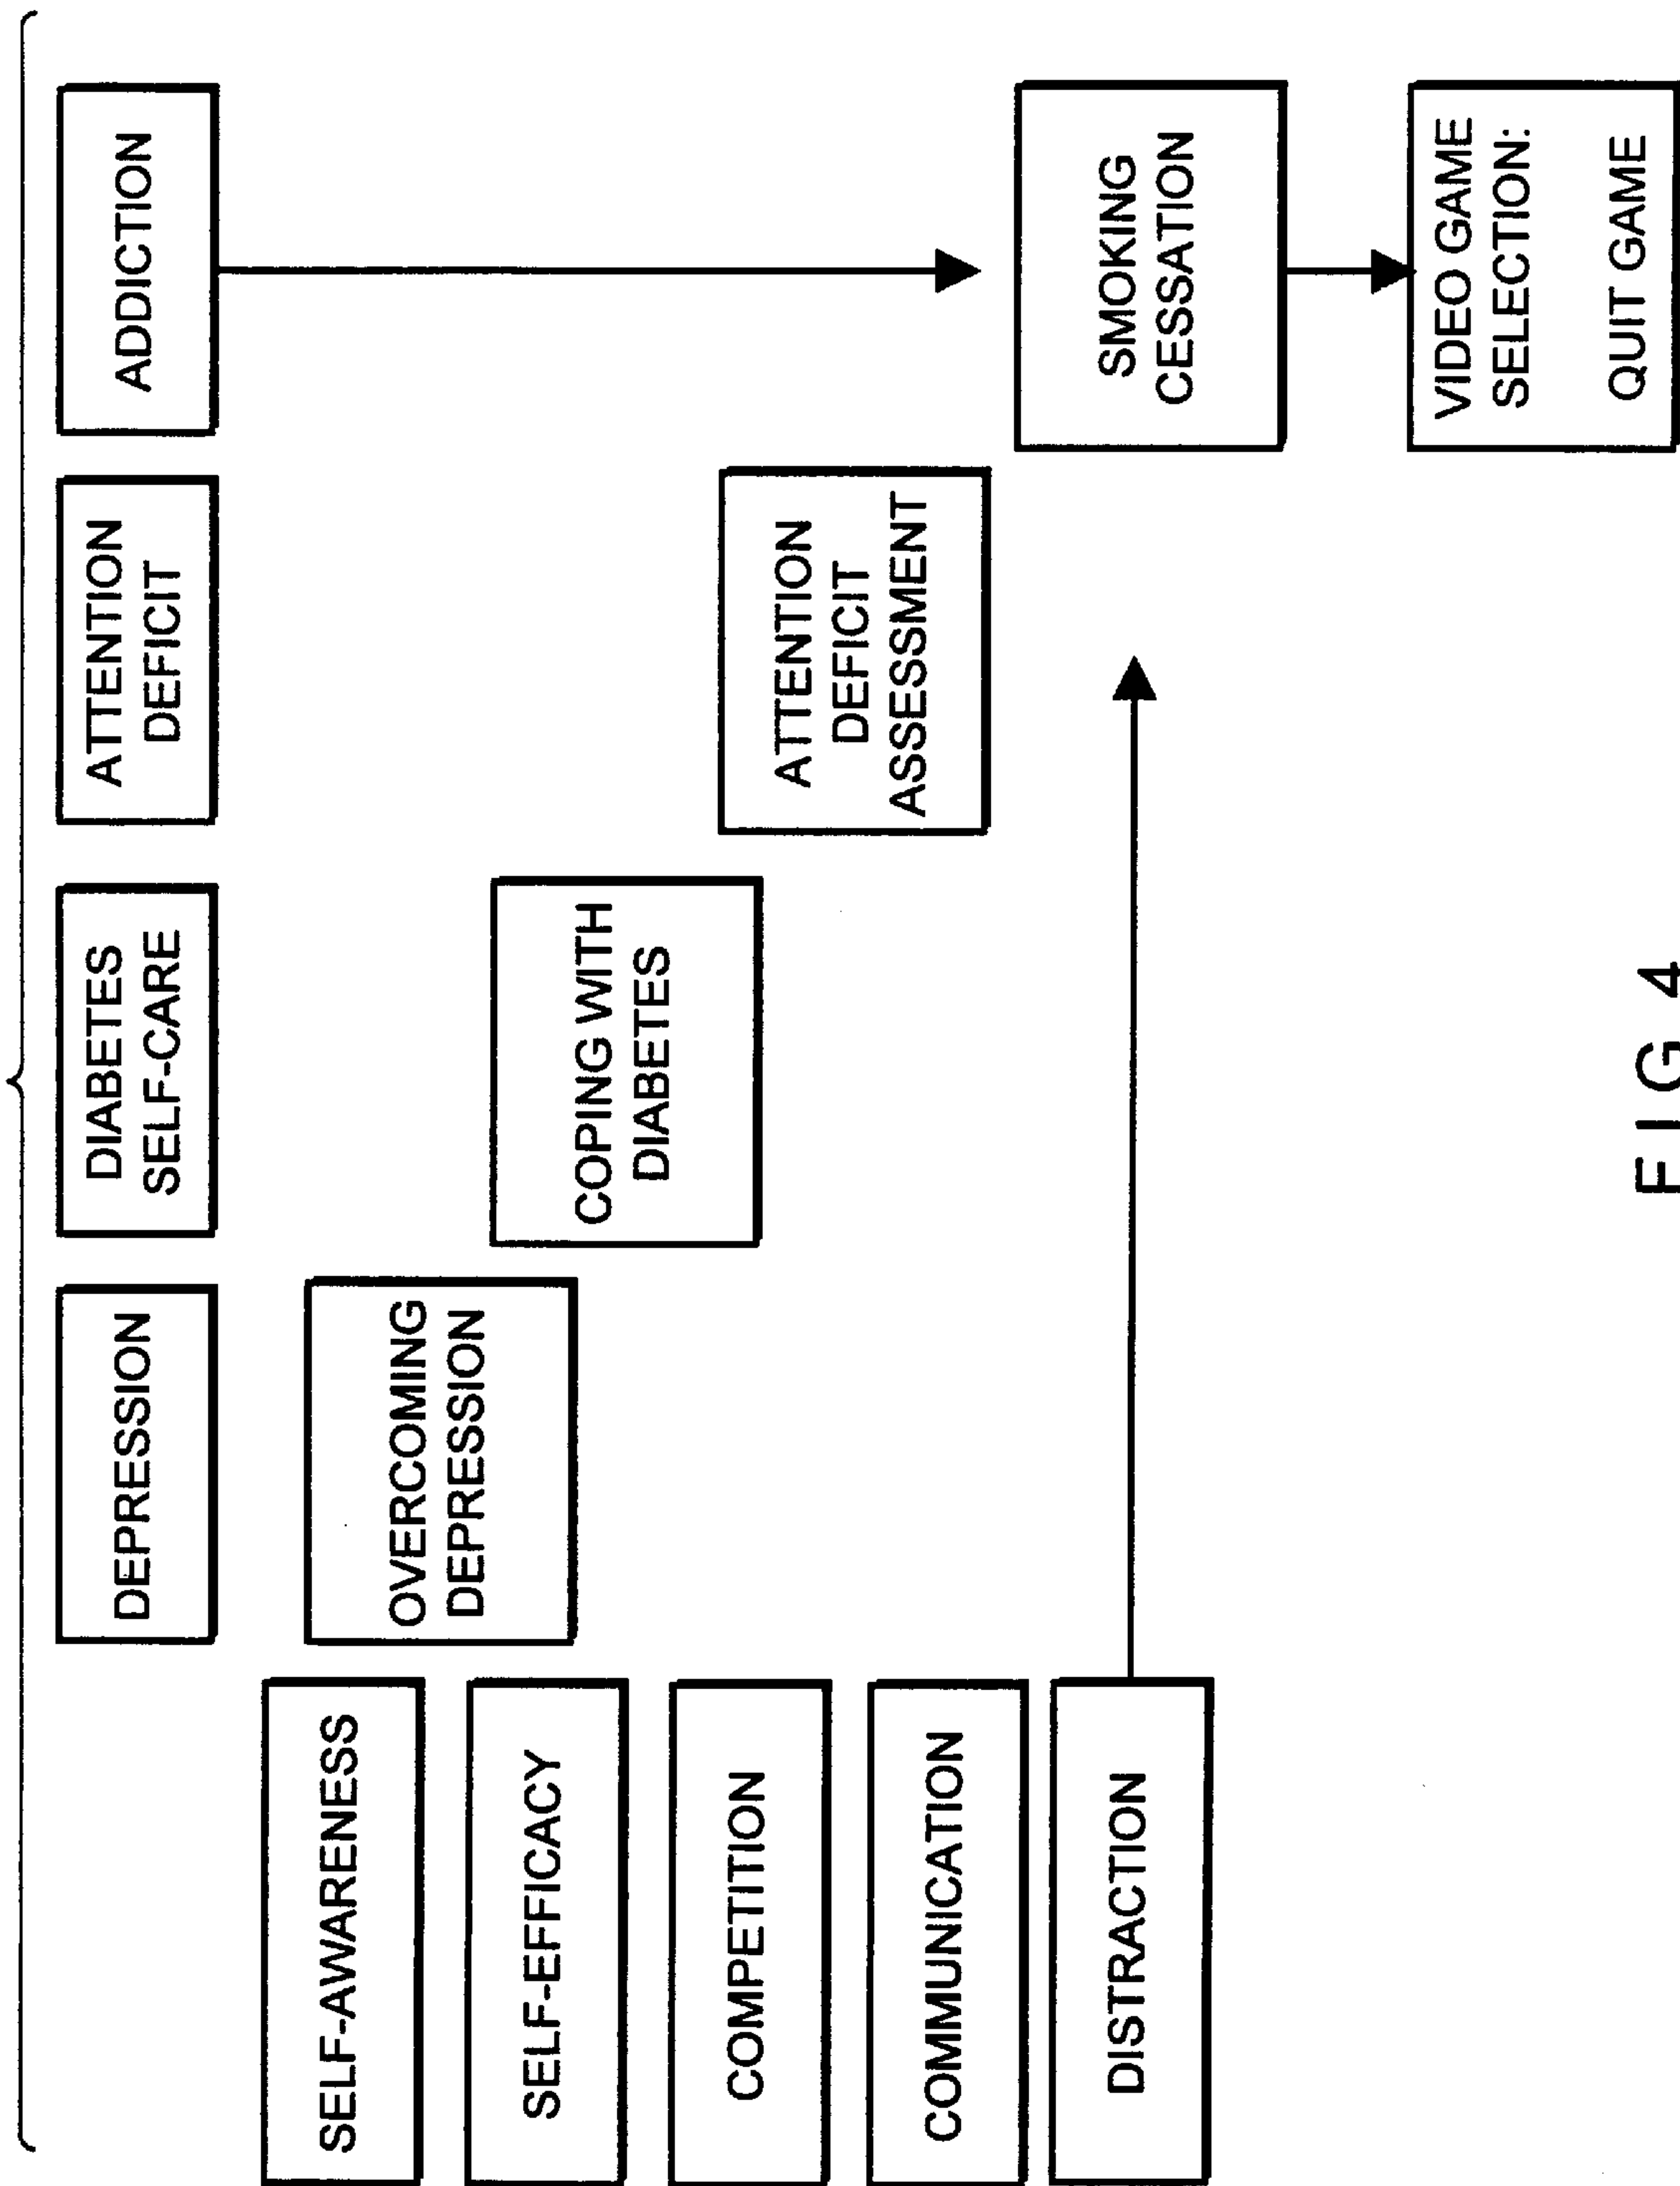 DEPRESSION
DIABETES
SELF-CARE
ATTENTION
DEFICIT
ADDICTION
SELF-AWARENESS
OVERCOMING
DEPRESSION
SELF-EFFICACY
COPING WITH
DIABETES
COMPETITION
ATTENTION
DEFICIT
ASSESSMENT
COMMUNICATION
DISTRACTION
SMOKING
CESSATION
VIDEO GAME
SELECTION:
QUIT GAME
FIG 4